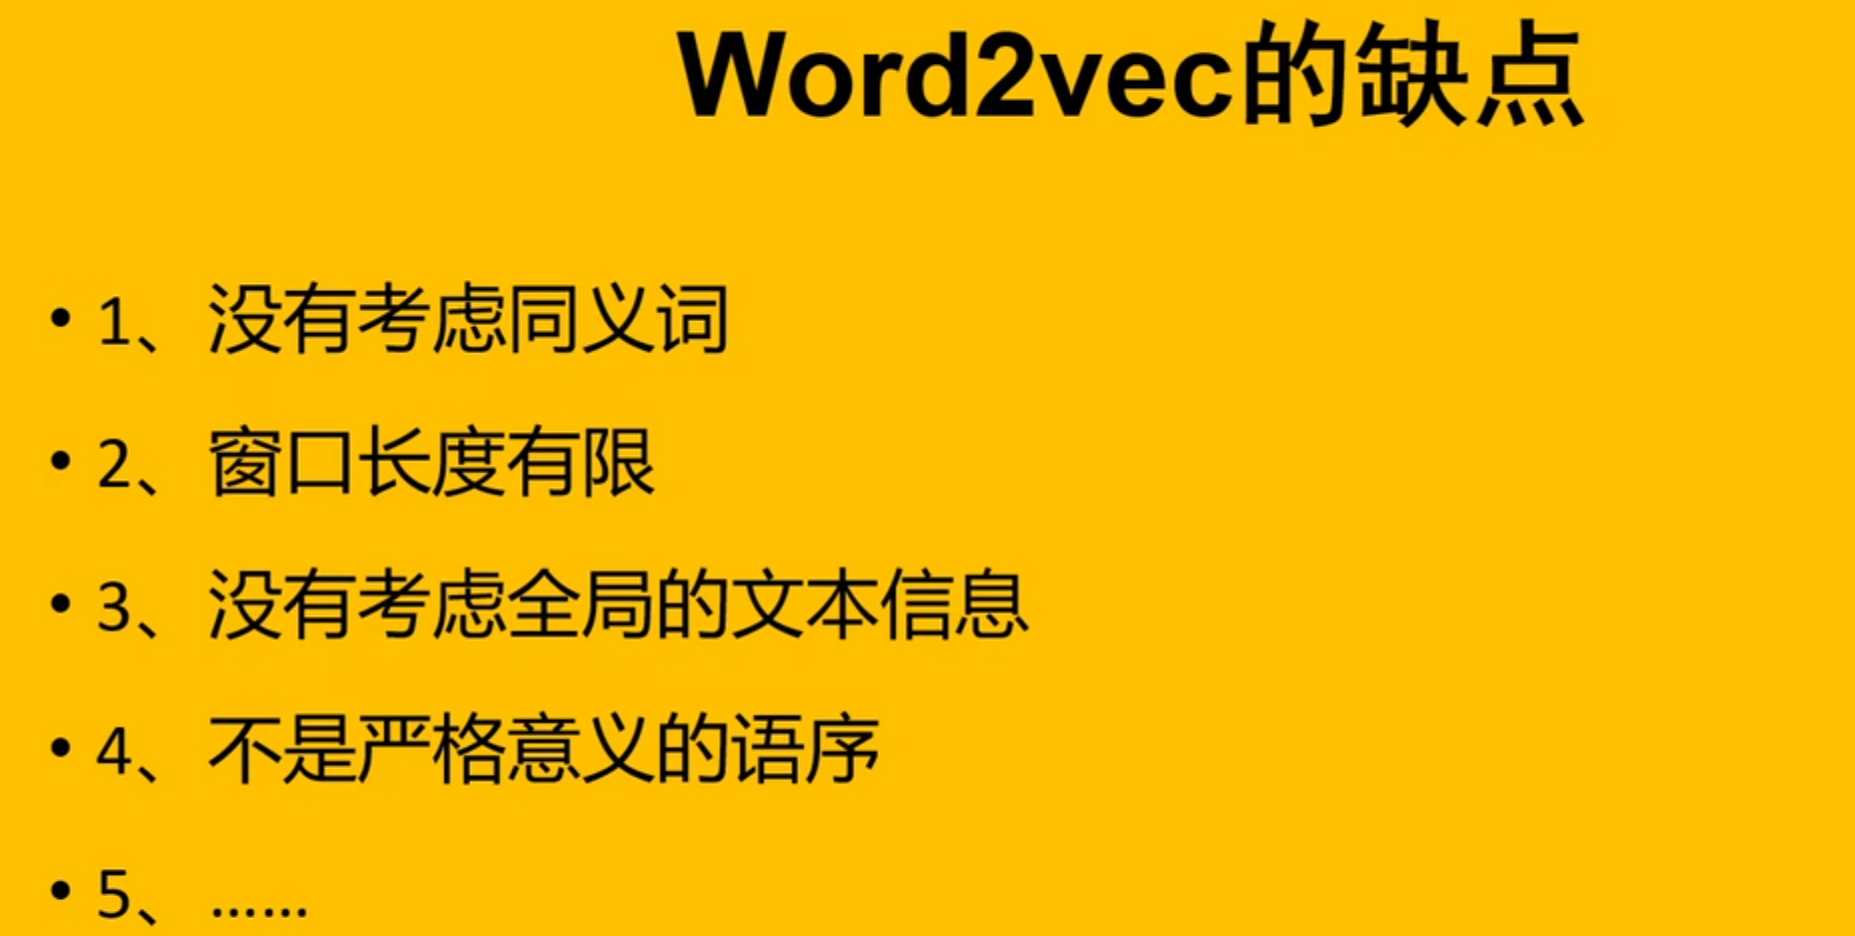 Word2vec的缺点
• 1、 没有考虑同义词
• 2、 窗口长度有限
• 3、 没有考虑全局的文本信息
• 4、 不是严格意义的语序
• 5、 ......